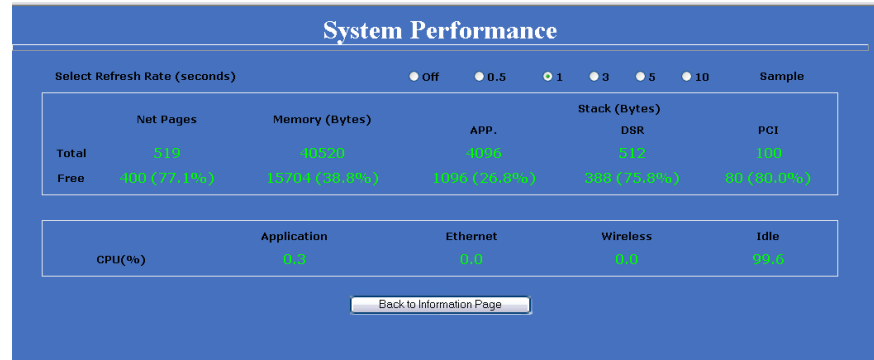 System Performance
Select Refresh Rate (seconds) Off 0.5 1 3 5 10 Sample
Stack (Bytes)
Net Pages Memory (Bytes)
APP. DSR PCI
Total 519 40520 4096 512 100
Free 400 (77.1%) 15704 (38.8%) 1096 (26.8%) 388 (75.8%) 80 (80.0%)
Application Ethernet Wireless Idle
CPU(%) 0.3 0.0 0.0 99.6
Back to Information Page